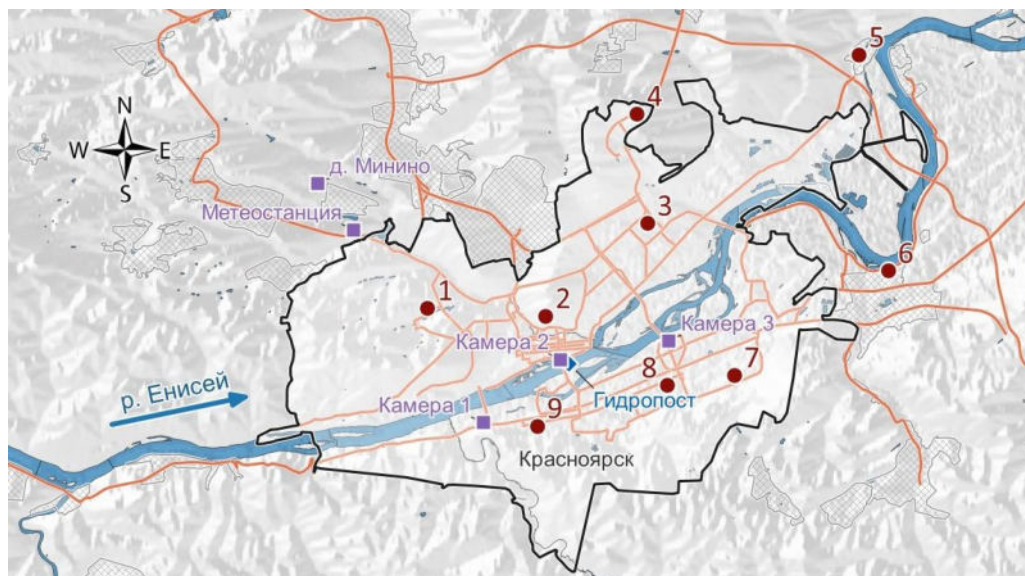 5
4
N
W
E
S
д. Минино
Метеостанция
3
6
1
2
Камера 3
Камера 2
7
8
р. Енисей
Гидропост
Камера 1
9
Красноярск